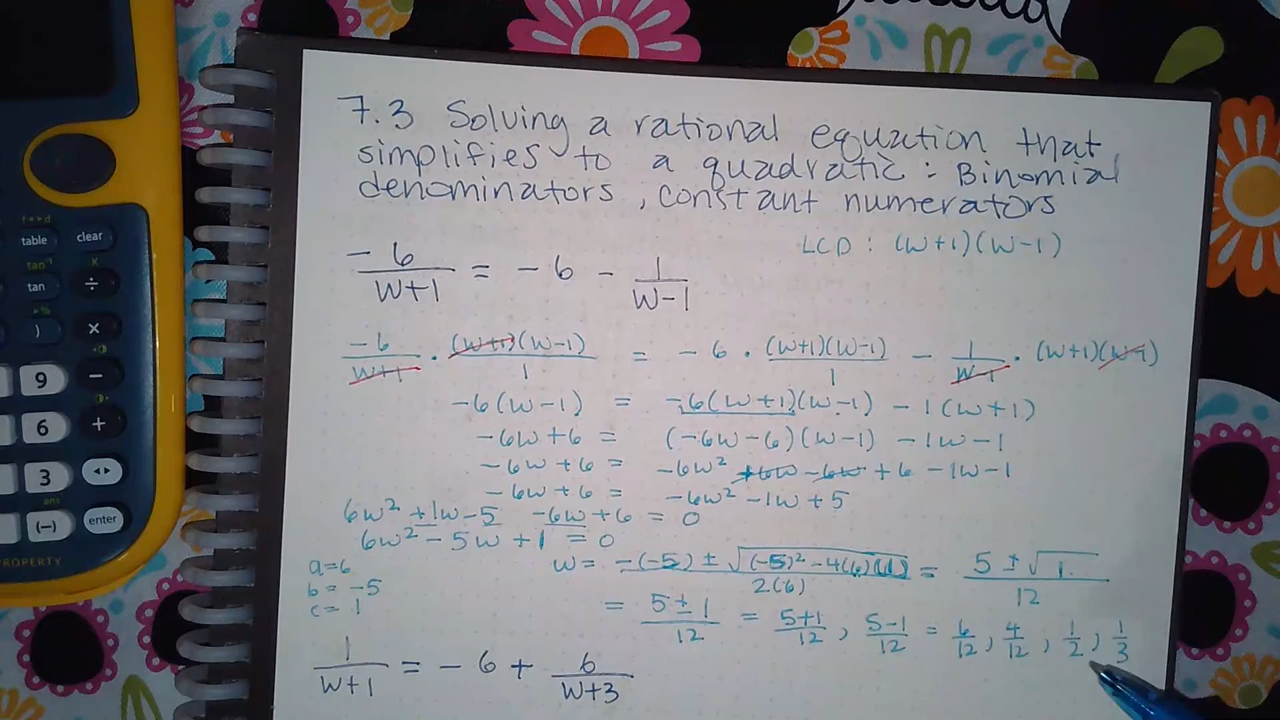 7.3 Solving a rational equation that
simplifies to a quadratic: Binomial
denominators, constant numerators
LCD: (w+1)(w-1)
-6/(w+1) = -6 - 1/(w-1)
-6/(w+1) · (w+1)(w-1)/1 = -6 · (w+1)(w-1)/1 - 1/(w-1) · (w+1)(w-1)
-6(w-1) = -6(w+1)(w-1) - 1(w+1)
-6w+6 = (-6w-6)(w-1) -1w-1
-6w+6 = -6w² +6w -6w +6 -1w-1
-6w+6 = -6w² -1w+5
6w² +1w-5 -6w+6 = 0
6w² -5w +1 = 0
a=6
b= -5
c= 1
w= -(-5) ± √((-5)² -4(6)(1)) / 2(6) = 5 ± √1 / 12
= 5±1/12 = 5+1/12, 5-1/12 = 6/12, 4/12, 1/2, 1/3
1/(w+1) = -6 + 6/(w+3)
table
clear
tan⁻¹
tan
÷
)
×
9
−
6
+
3
ans
(−)
enter
PROPERTY